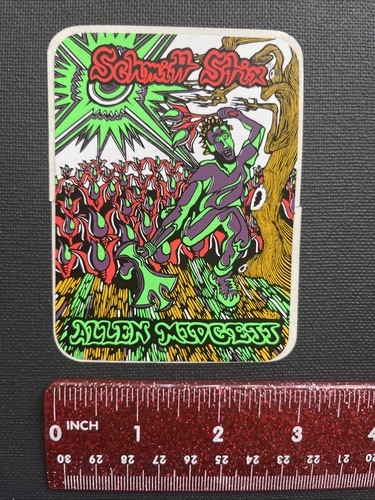 Schmitt Stix
ALLEN MIDGETT
0 INCH 1 2 3 4
30 29 28 27 26 25 24 23 22 21 20